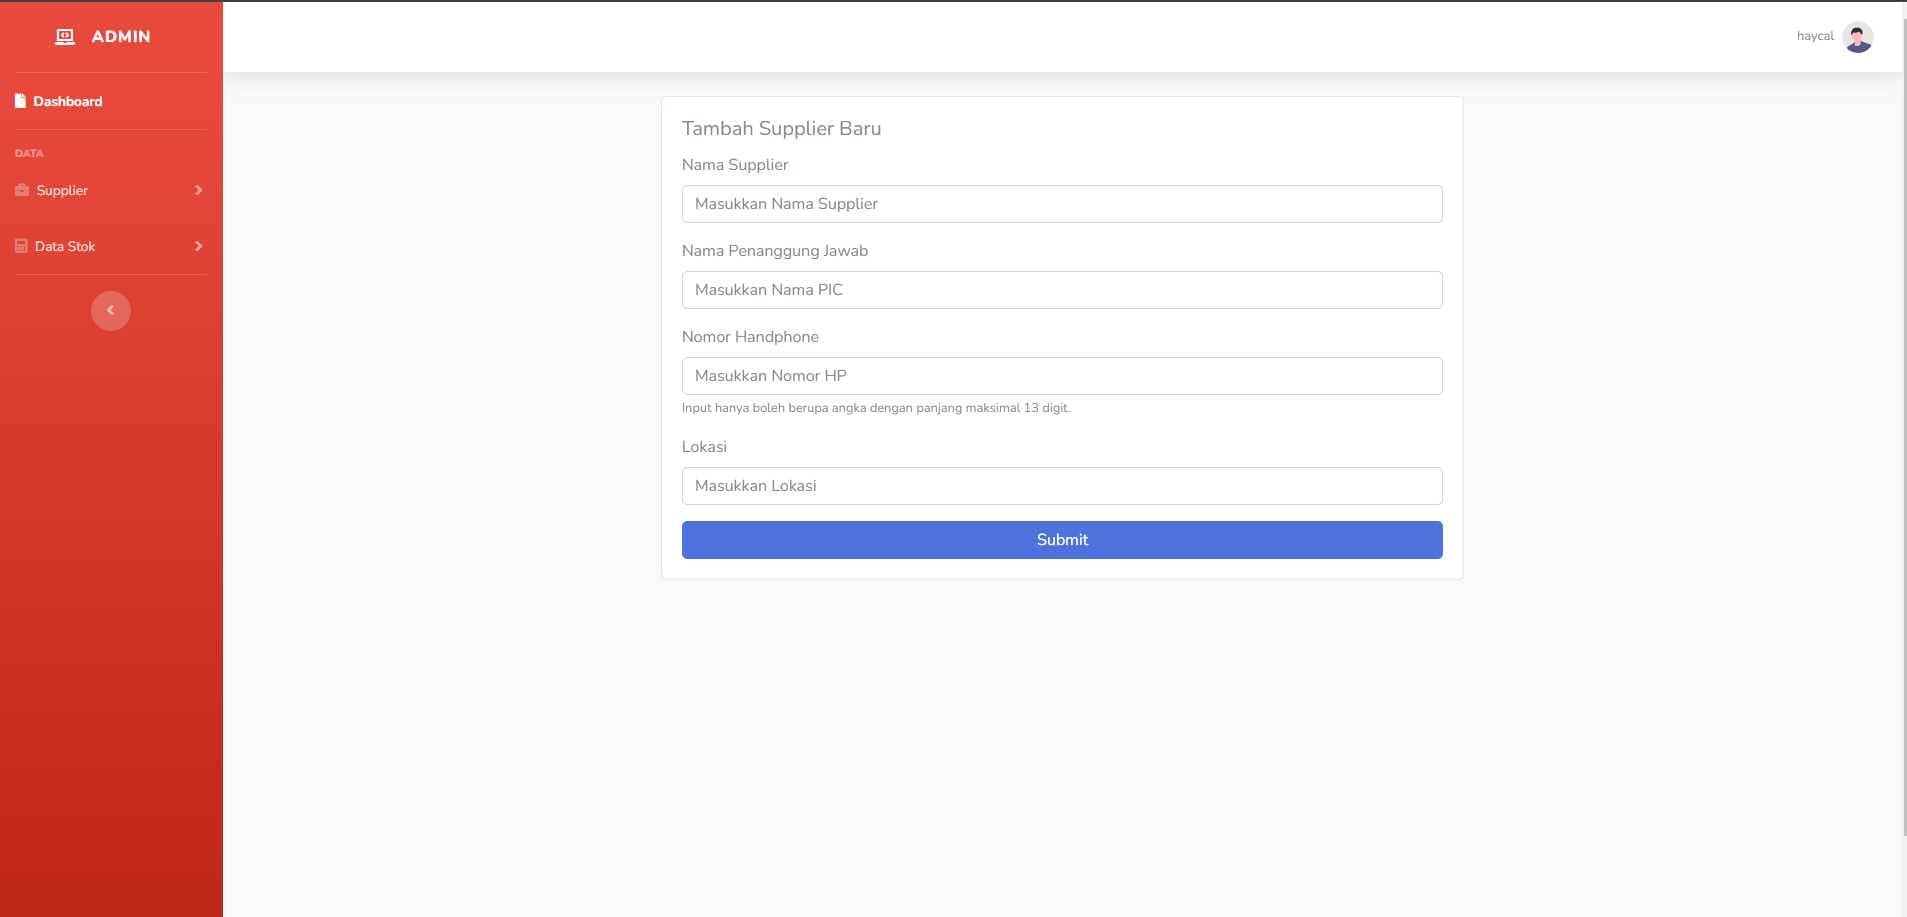 ADMIN
haycal
Dashboard
DATA
Supplier
Data Stok
Tambah Supplier Baru
Nama Supplier
Masukkan Nama Supplier
Nama Penanggung Jawab
Masukkan Nama PIC
Nomor Handphone
Masukkan Nomor HP
Input hanya boleh berupa angka dengan panjang maksimal 13 digit.
Lokasi
Masukkan Lokasi
Submit